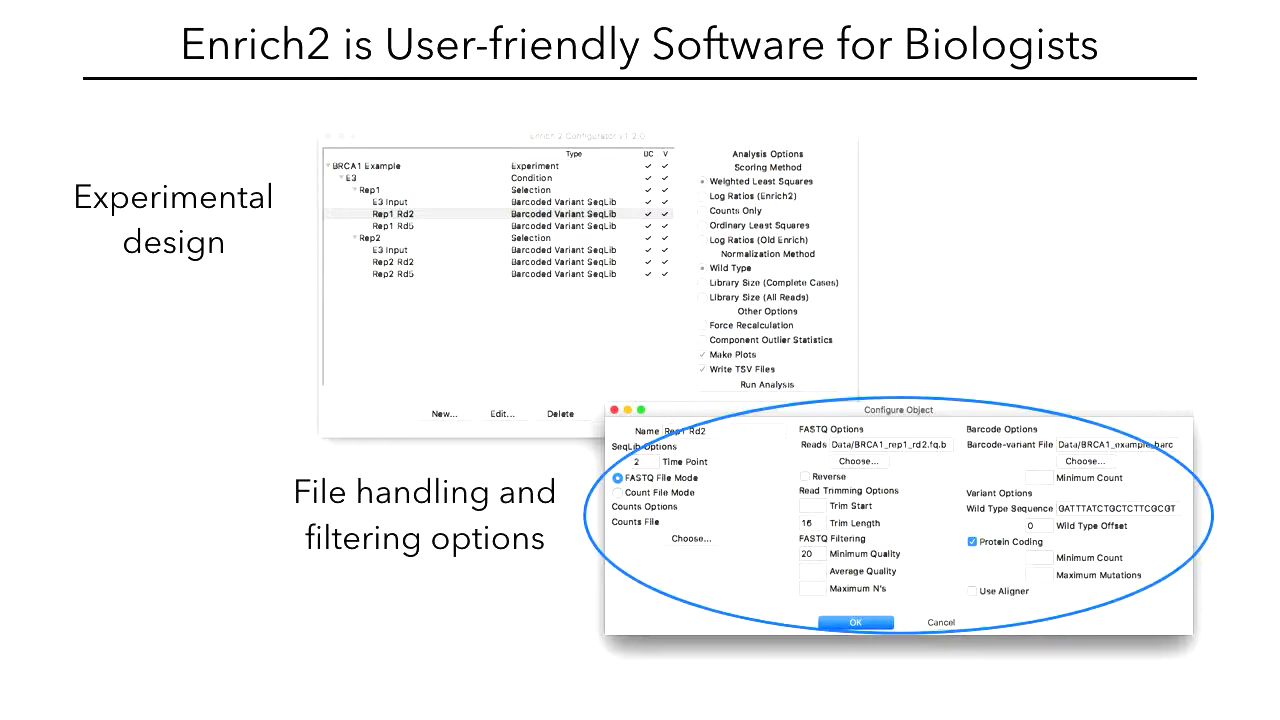 Enrich2 is User-friendly Software for Biologists
Experimental
design
Enrich 2 Configurator v1.2.0
Type BC V
BRCA1 Example Experiment ✓ ✓
E3 Condition ✓ ✓
Rep1 Selection ✓ ✓
E3 Input Barcoded Variant SeqLib ✓ ✓
Rep1 Rd2 Barcoded Variant SeqLib ✓ ✓
Rep1 Rd5 Barcoded Variant SeqLib ✓ ✓
Rep2 Selection ✓ ✓
E3 Input Barcoded Variant SeqLib ✓ ✓
Rep2 Rd2 Barcoded Variant SeqLib ✓ ✓
Rep2 Rd5 Barcoded Variant SeqLib ✓ ✓
New... Edit... Delete
Analysis Options
Scoring Method
Weighted Least Squares
Log Ratios (Enrich2)
Counts Only
Ordinary Least Squares
Log Ratios (Old Enrich)
Normalization Method
Wild Type
Library Size (Complete Cases)
Library Size (All Reads)
Other Options
Force Recalculation
Component Outlier Statistics
✓ Make Plots
✓ Write TSV Files
Run Analysis
File handling and
filtering options
Configure Object
Name Rep1 Rd2
SeqLib Options
2 Time Point
FASTQ File Mode
Count File Mode
Counts Options
Counts File
Choose...
FASTQ Options
Reads Data/BRCA1_rep1_rd2.fq.b
Choose...
Reverse
Read Trimming Options
Trim Start
16 Trim Length
FASTQ Filtering
20 Minimum Quality
Average Quality
Maximum N's
Barcode Options
Barcode-variant File Data/BRCA1_example_barc
Choose...
Minimum Count
Variant Options
Wild Type Sequence GATTTATCTGCTCTTCGCGT
0 Wild Type Offset
Protein Coding
Minimum Count
Maximum Mutations
Use Aligner
OK Cancel